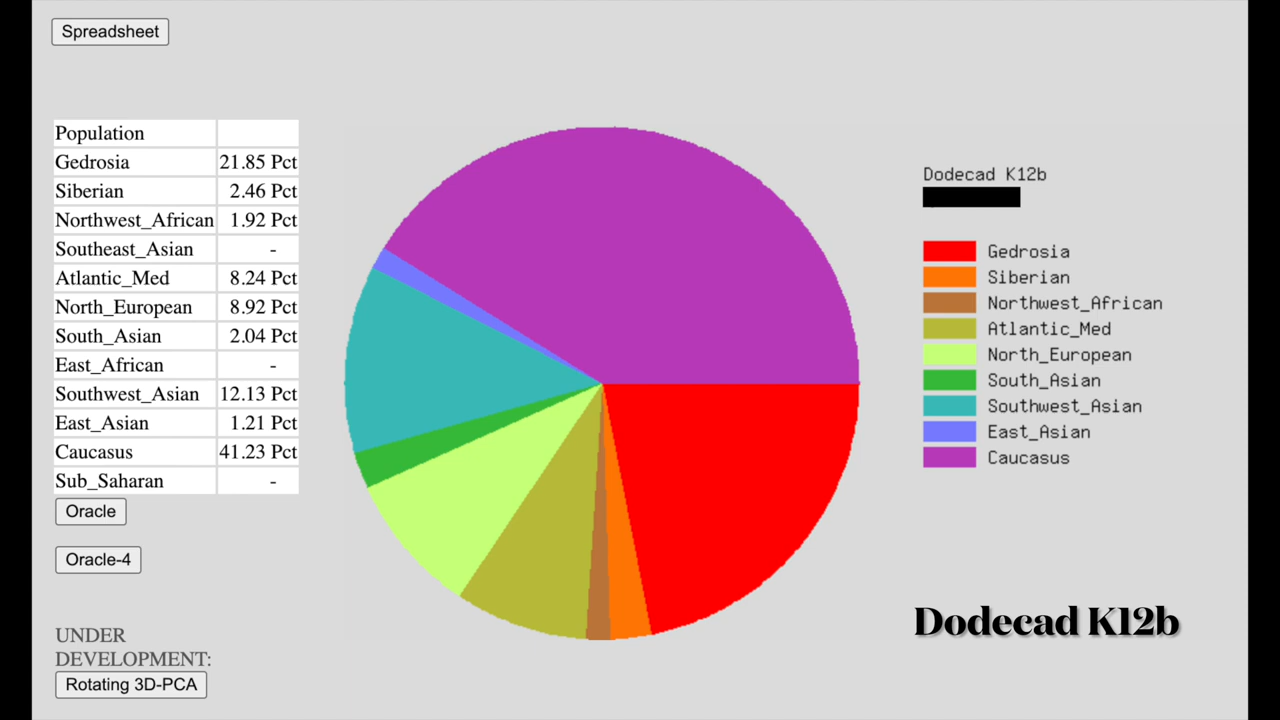 Spreadsheet
Population
Gedrosia 21.85 Pct
Siberian 2.46 Pct
Northwest_African 1.92 Pct
Southeast_Asian -
Atlantic_Med 8.24 Pct
North_European 8.92 Pct
South_Asian 2.04 Pct
East_African -
Southwest_Asian 12.13 Pct
East_Asian 1.21 Pct
Caucasus 41.23 Pct
Sub_Saharan -
Oracle
Oracle-4
UNDER
DEVELOPMENT:
Rotating 3D-PCA
Dodecad K12b
Gedrosia
Siberian
Northwest_African
Atlantic_Med
North_European
South_Asian
Southwest_Asian
East_Asian
Caucasus
Dodecad K12b